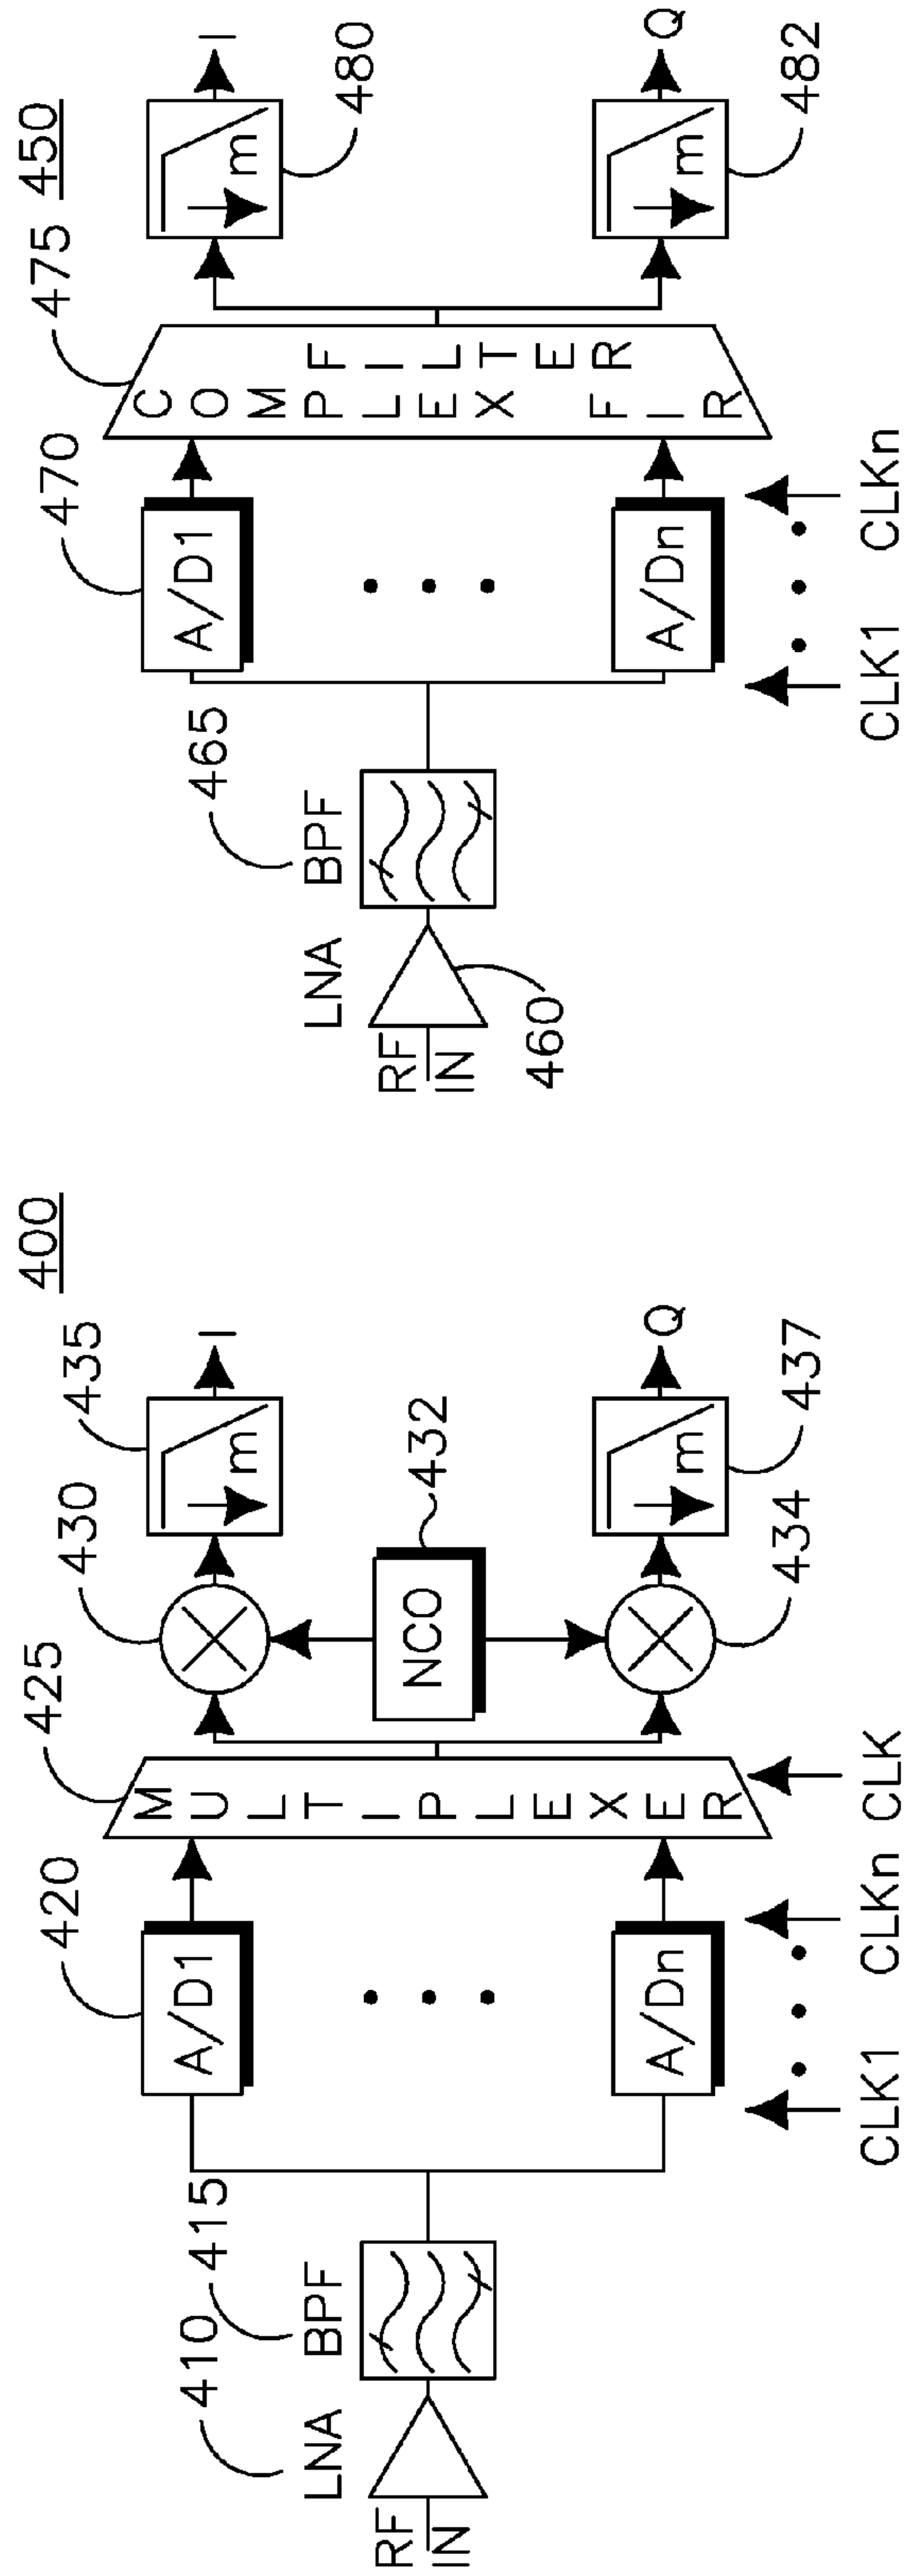 400
410
415
420
425
430
435
I
LNA
BPF
A/D1
MULTIPLEXER
RF
IN
NCO
432
A/Dn
Q
CLK1
CLKn
CLK
434
437
450
465
470
475
I
LNA
BPF
A/D1
COMPLEX FIR
FILTER
480
RF
IN
460
A/Dn
Q
CLK1
CLKn
482
m
m
m
m